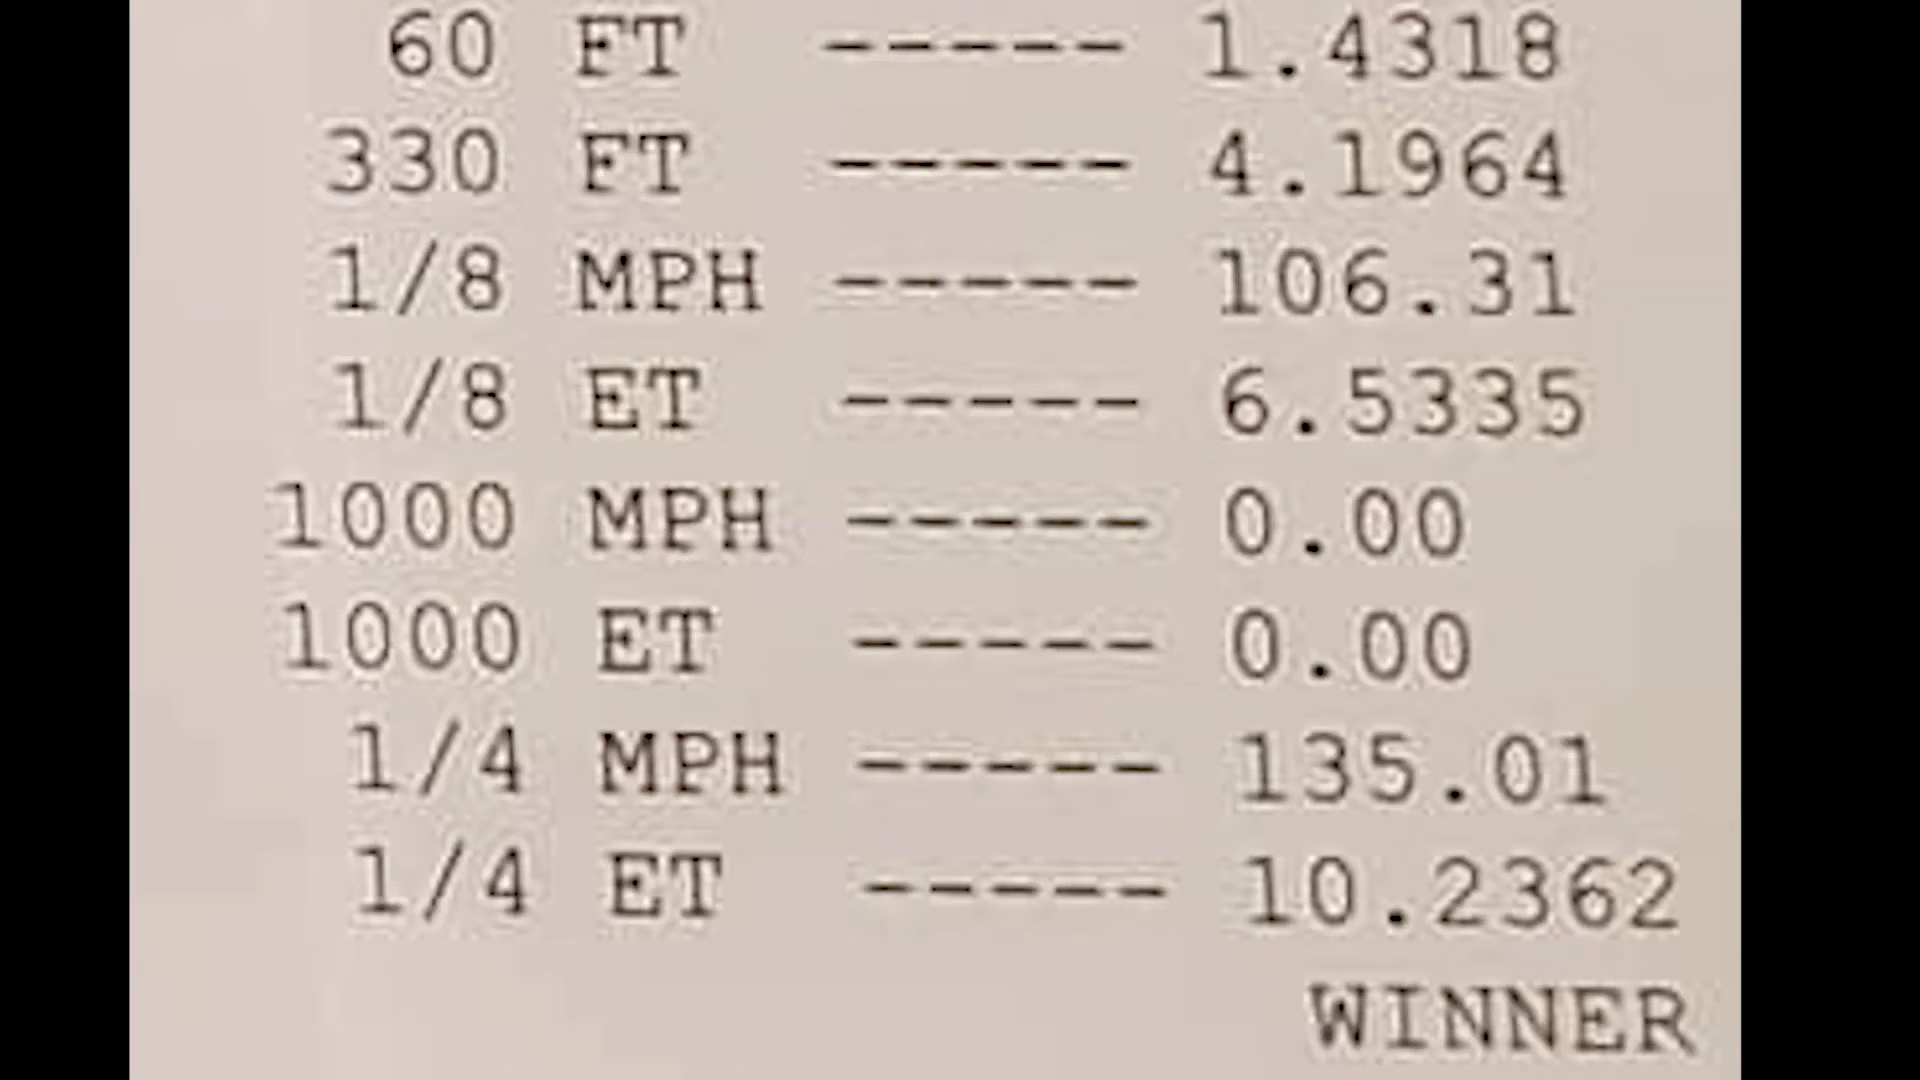 60 FT ----- 1.4318
330 FT ----- 4.1964
1/8 MPH ----- 106.31
1/8 ET ----- 6.5335
1000 MPH ----- 0.00
1000 ET ----- 0.00
1/4 MPH ----- 135.01
1/4 ET ----- 10.2362
WINNER